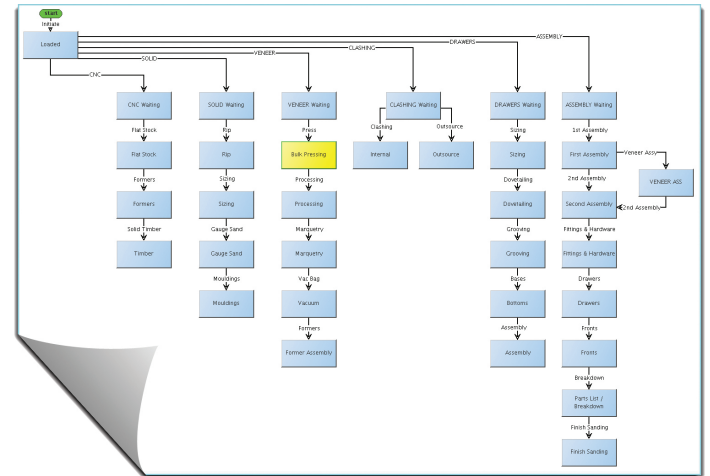 start
Initiate
Loaded
ASSEMBLY
DRAWERS
CLASHING
VENEER
SOLID
CNC
CNC Waiting
SOLID Waiting
VENEER Waiting
CLASHING Waiting
DRAWERS Waiting
ASSEMBLY Waiting
Flat Stock
Rip
Press
Clashing
Outsource
Sizing
1st Assembly
Flat Stock
Rip
Bulk Pressing
Internal
Outsource
Sizing
First Assembly
Veneer Assy
VENEER ASS
Formers
Sizing
Processing
Dovetailing
2nd Assembly
Formers
Sizing
Processing
Dovetailing
Second Assembly
2nd Assembly
Solid Timber
Gauge Sand
Marquetry
Grooving
Fittings & Hardware
Timber
Gauge Sand
Marquetry
Grooving
Fittings & Hardware
Mouldings
Vac Bag
Bases
Drawers
Mouldings
Vacuum
Bottoms
Drawers
Formers
Assembly
Fronts
Former Assembly
Assembly
Fronts
Breakdown
Parts List /
Breakdown
Finish Sanding
Finish Sanding